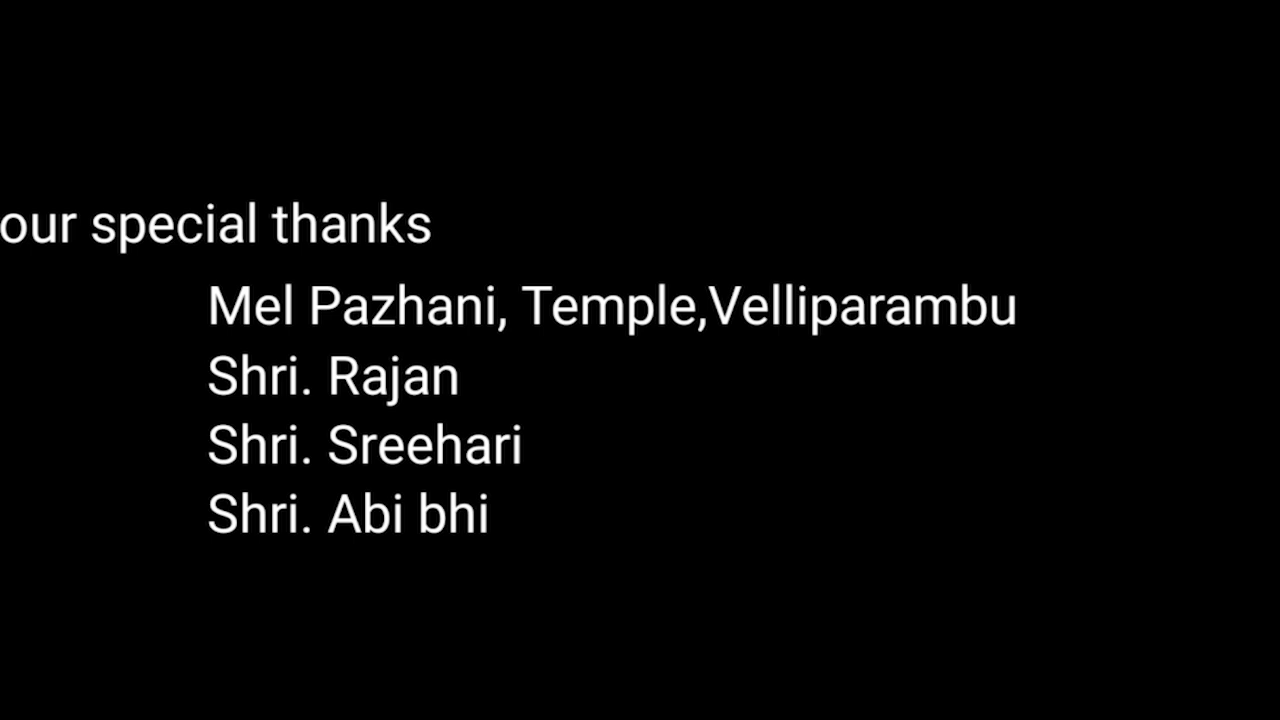 our special thanks
Mel Pazhani, Temple,Velliparambu
Shri. Rajan
Shri. Sreehari
Shri. Abi bhi